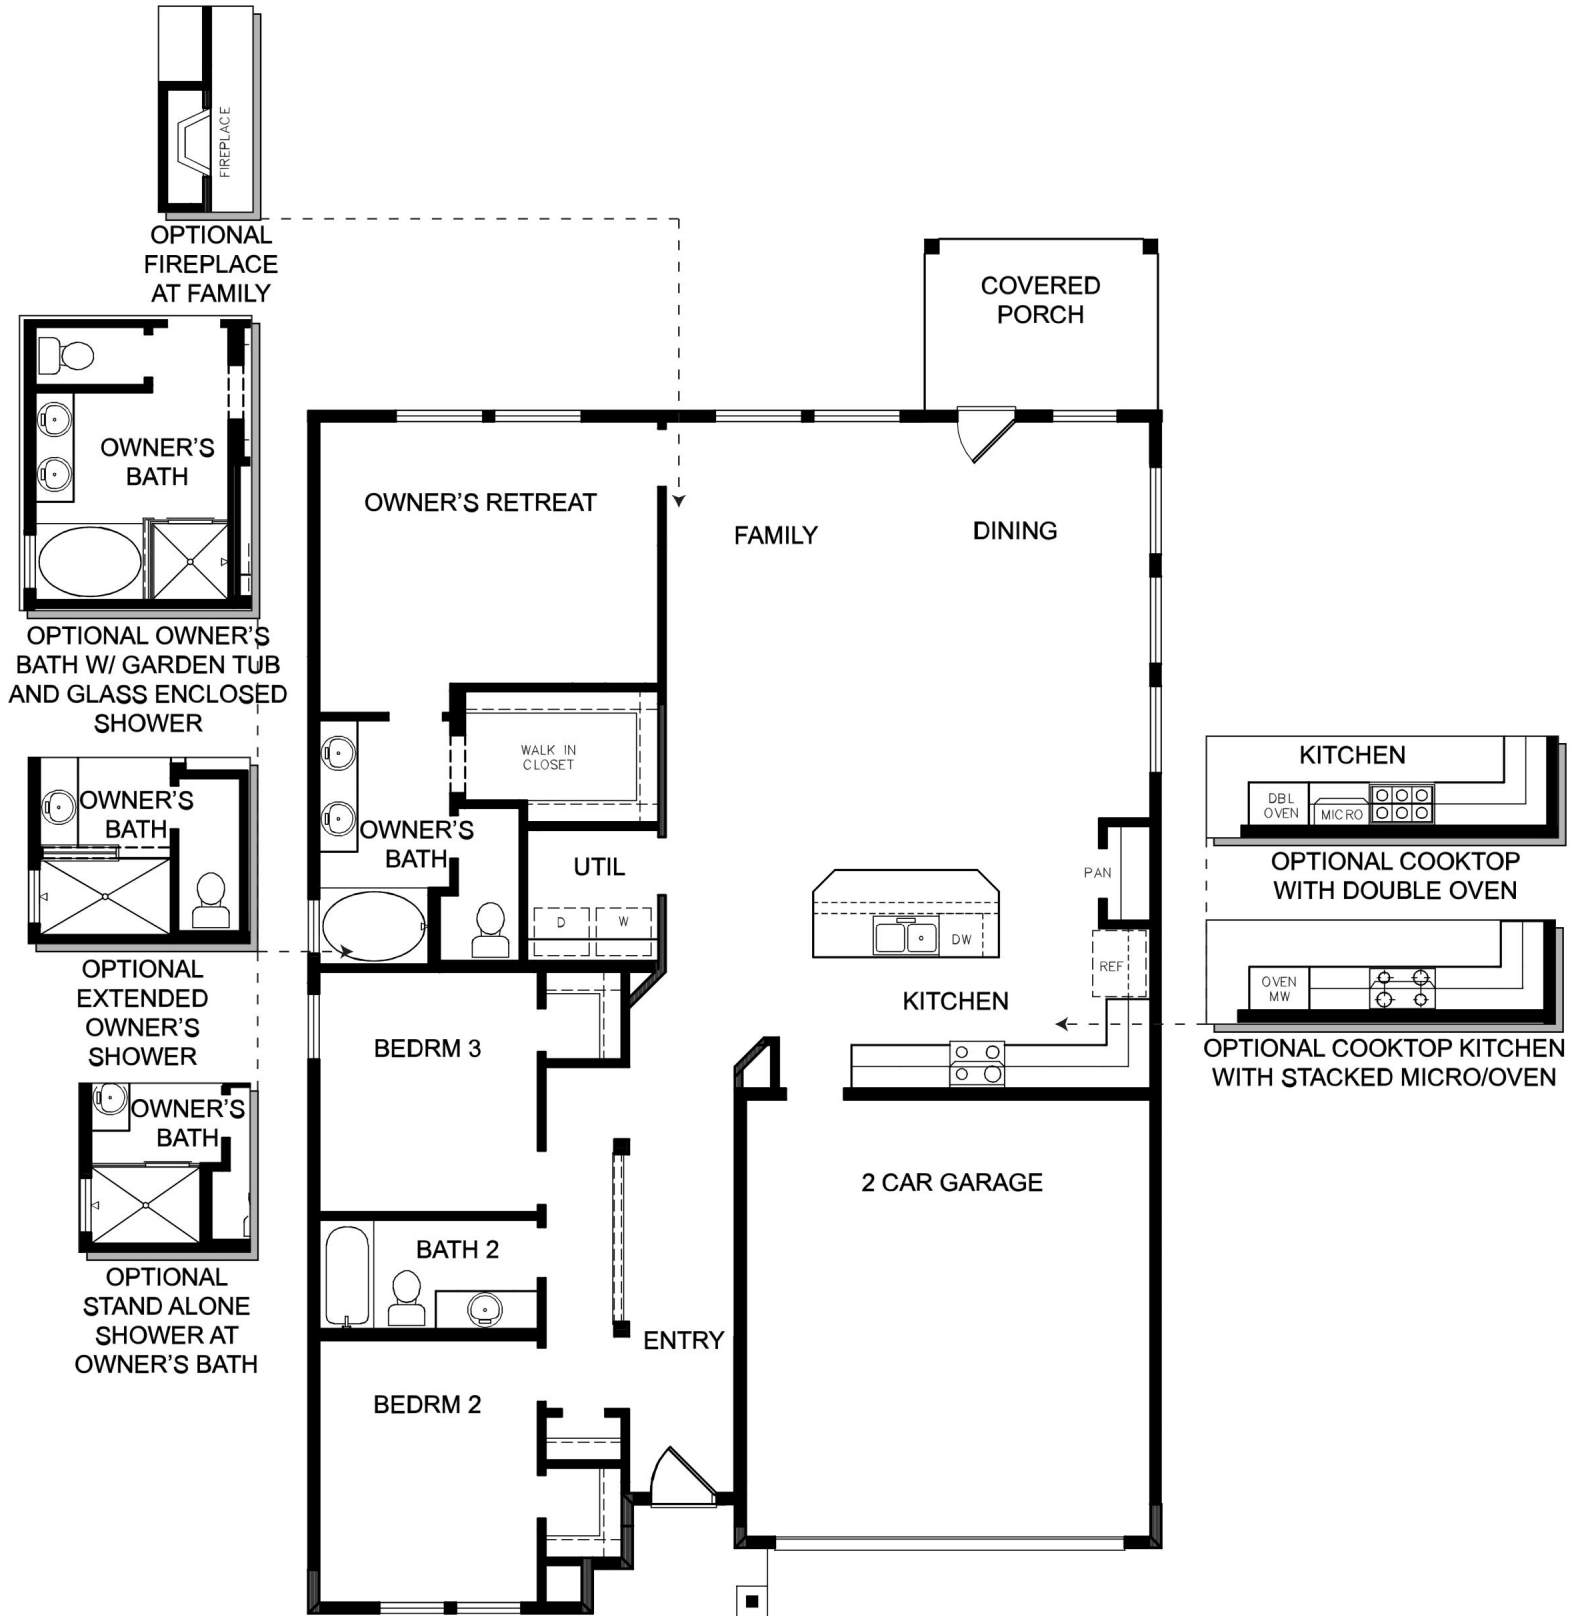 FIREPLACE
OPTIONAL
FIREPLACE
AT FAMILY
COVERED
PORCH
OWNER'S
BATH
OPTIONAL OWNER'S
BATH W/ GARDEN TUB
AND GLASS ENCLOSED
SHOWER
OWNER'S RETREAT
FAMILY
DINING
WALK IN
CLOSET
OWNER'S
BATH
UTIL
D
W
PAN
DW
REF
KITCHEN
KITCHEN
DBL
OVEN
MICRO
OPTIONAL COOKTOP
WITH DOUBLE OVEN
OVEN
MW
OPTIONAL COOKTOP KITCHEN
WITH STACKED MICRO/OVEN
OWNER'S
BATH
OPTIONAL
EXTENDED
OWNER'S
SHOWER
OWNER'S
BATH
OPTIONAL
STAND ALONE
SHOWER AT
OWNER'S BATH
BEDRM 3
2 CAR GARAGE
BATH 2
ENTRY
BEDRM 2